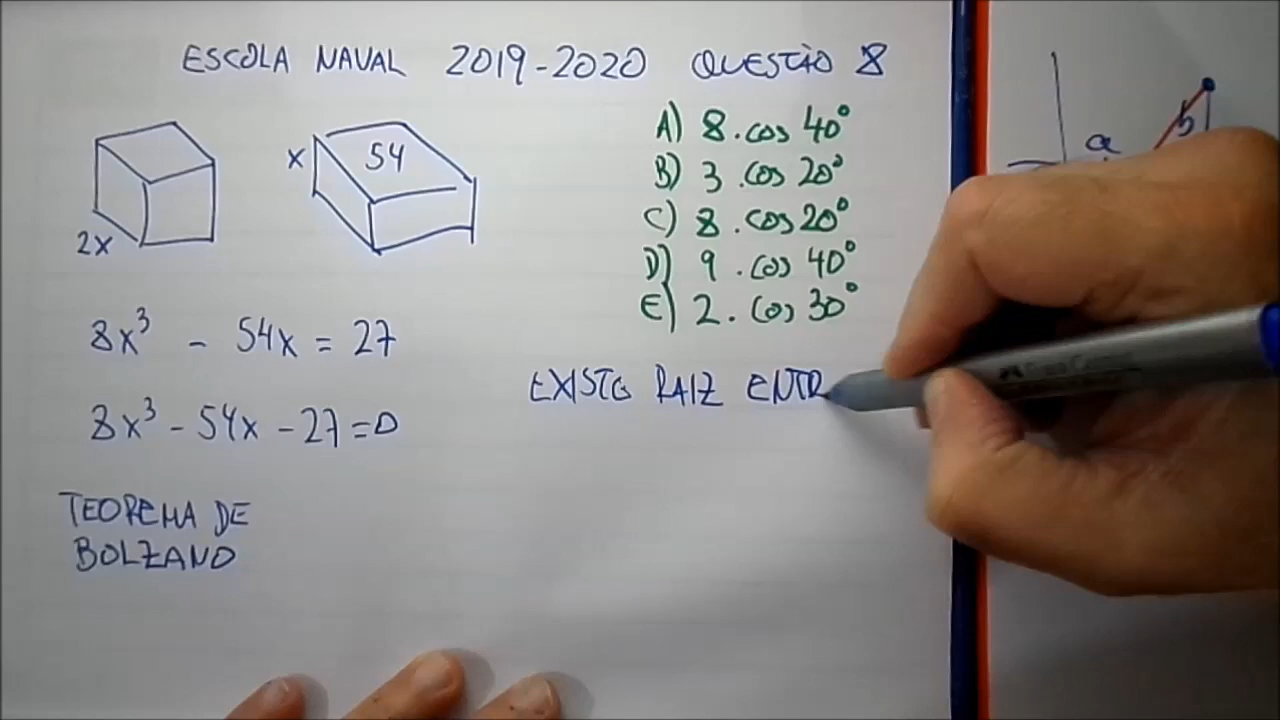 ESCOLA NAVAL 2019-2020 QUESTÃO 8
2x
x
54
8x³ - 54x = 27
8x³ - 54x - 27 = 0
TEOREMA DE
BOLZANO
A) 8 . cos 40°
B) 3 . cos 20°
C) 8 . cos 20°
D) 9 . cos 40°
E) 2 . cos 30°
EXISTE RAIZ ENTR
a
b